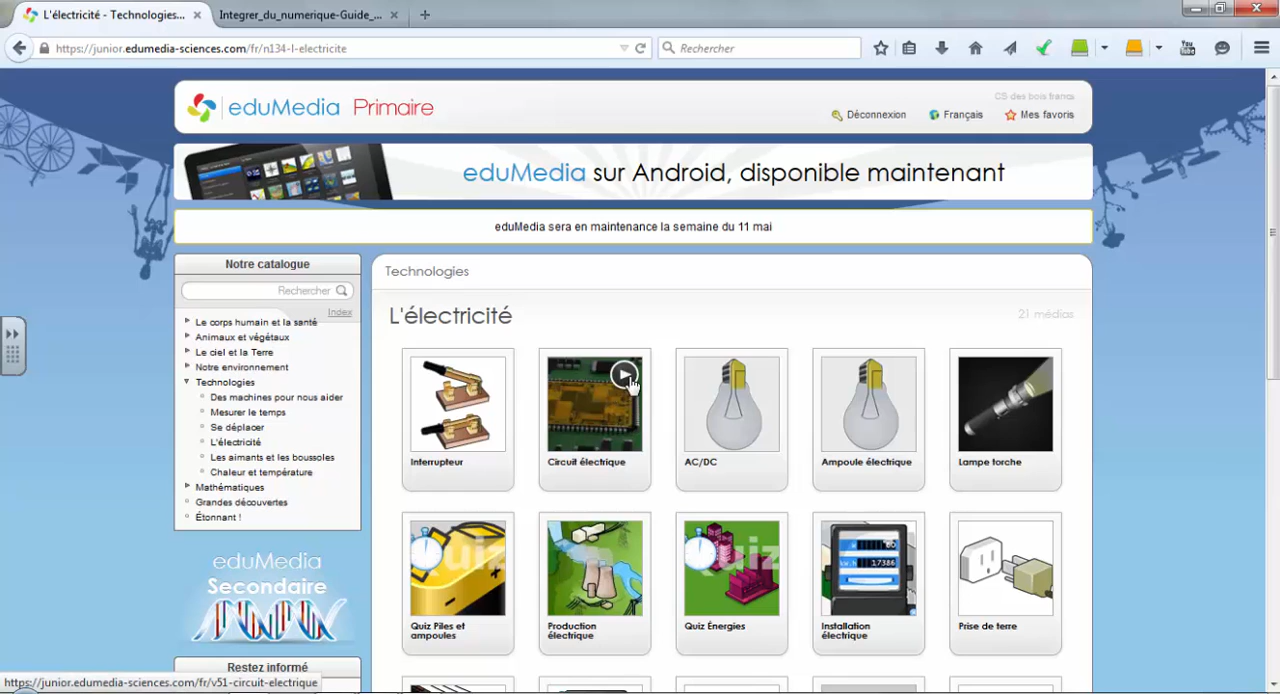 L'électricité - Technologies...
Integrer_du_numerique-Guide_...
https://junior.edumedia-sciences.com/fr/n134-l-electricite
Rechercher
You
Tube
eduMedia Primaire
CS des bois francs
Déconnexion
Français
Mes favoris
eduMedia sur Android, disponible maintenant
eduMedia sera en maintenance la semaine du 11 mai
Notre catalogue
Rechercher
Index
Le corps humain et la santé
Animaux et végétaux
Le ciel et la Terre
Notre environnement
Technologies
Des machines pour nous aider
Mesurer le temps
Se déplacer
L'électricité
Les aimants et les boussoles
Chaleur et température
Mathématiques
Grandes découvertes
Étonnant !
eduMedia
Secondaire
Restez informé
Technologies
L'électricité
21 médias
Interrupteur
Circuit électrique
AC/DC
Ampoule électrique
Lampe torche
Quiz
Quiz Piles et
ampoules
Production
électrique
Quiz
Quiz Énergies
17386
Installation
électrique
Prise de terre
https://junior.edumedia-sciences.com/fr/v51-circuit-electrique